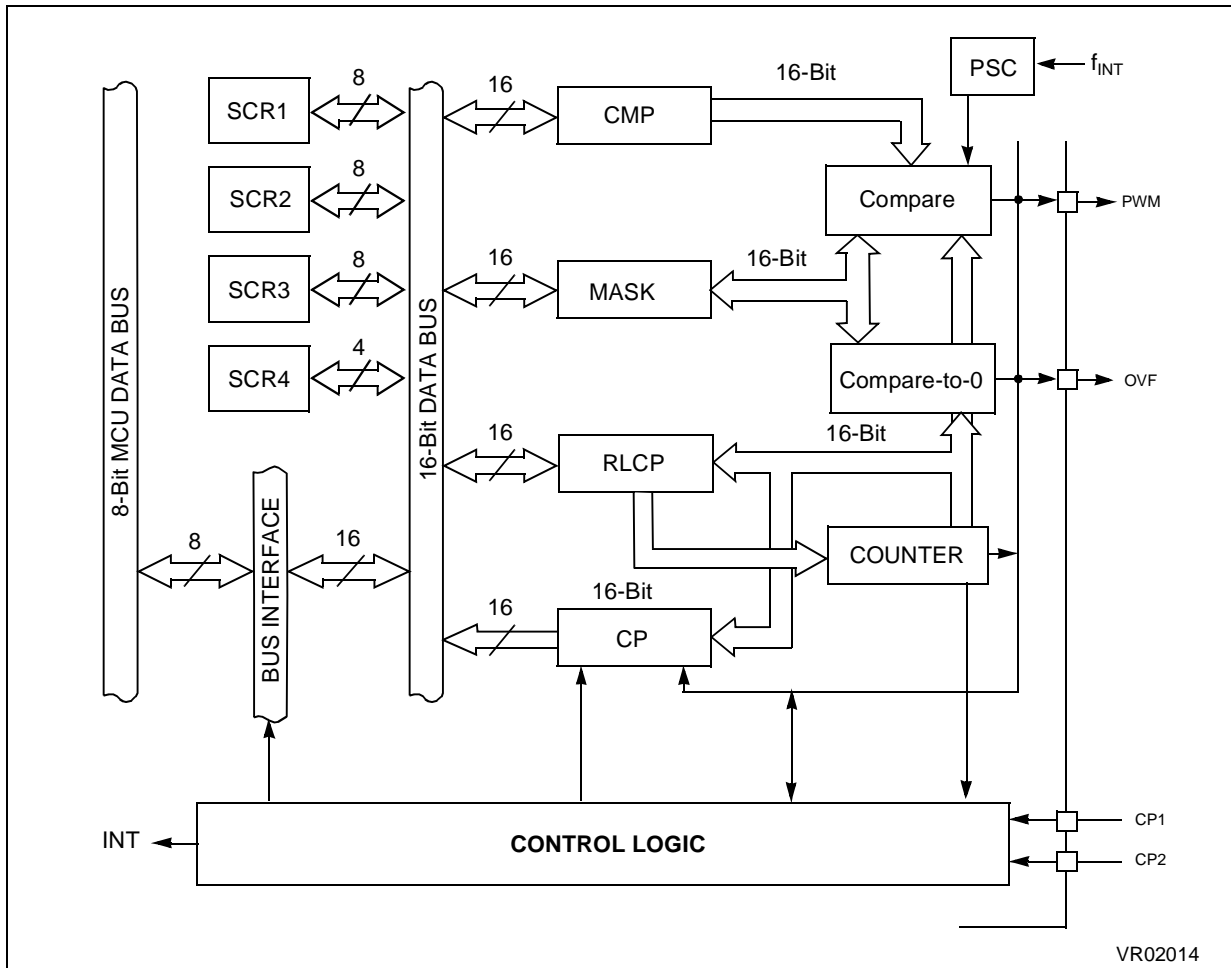 16-Bit
PSC
fINT
8
16
SCR1
CMP
8
SCR2
Compare
PWM
8
16
16-Bit
SCR3
MASK
4
SCR4
Compare-to-0
OVF
8-Bit MCU DATA BUS
16-Bit DATA BUS
16
16-Bit
RLCP
BUS INTERFACE
8
16
COUNTER
16
16-Bit
CP
INT
CONTROL LOGIC
CP1
CP2
VR02014